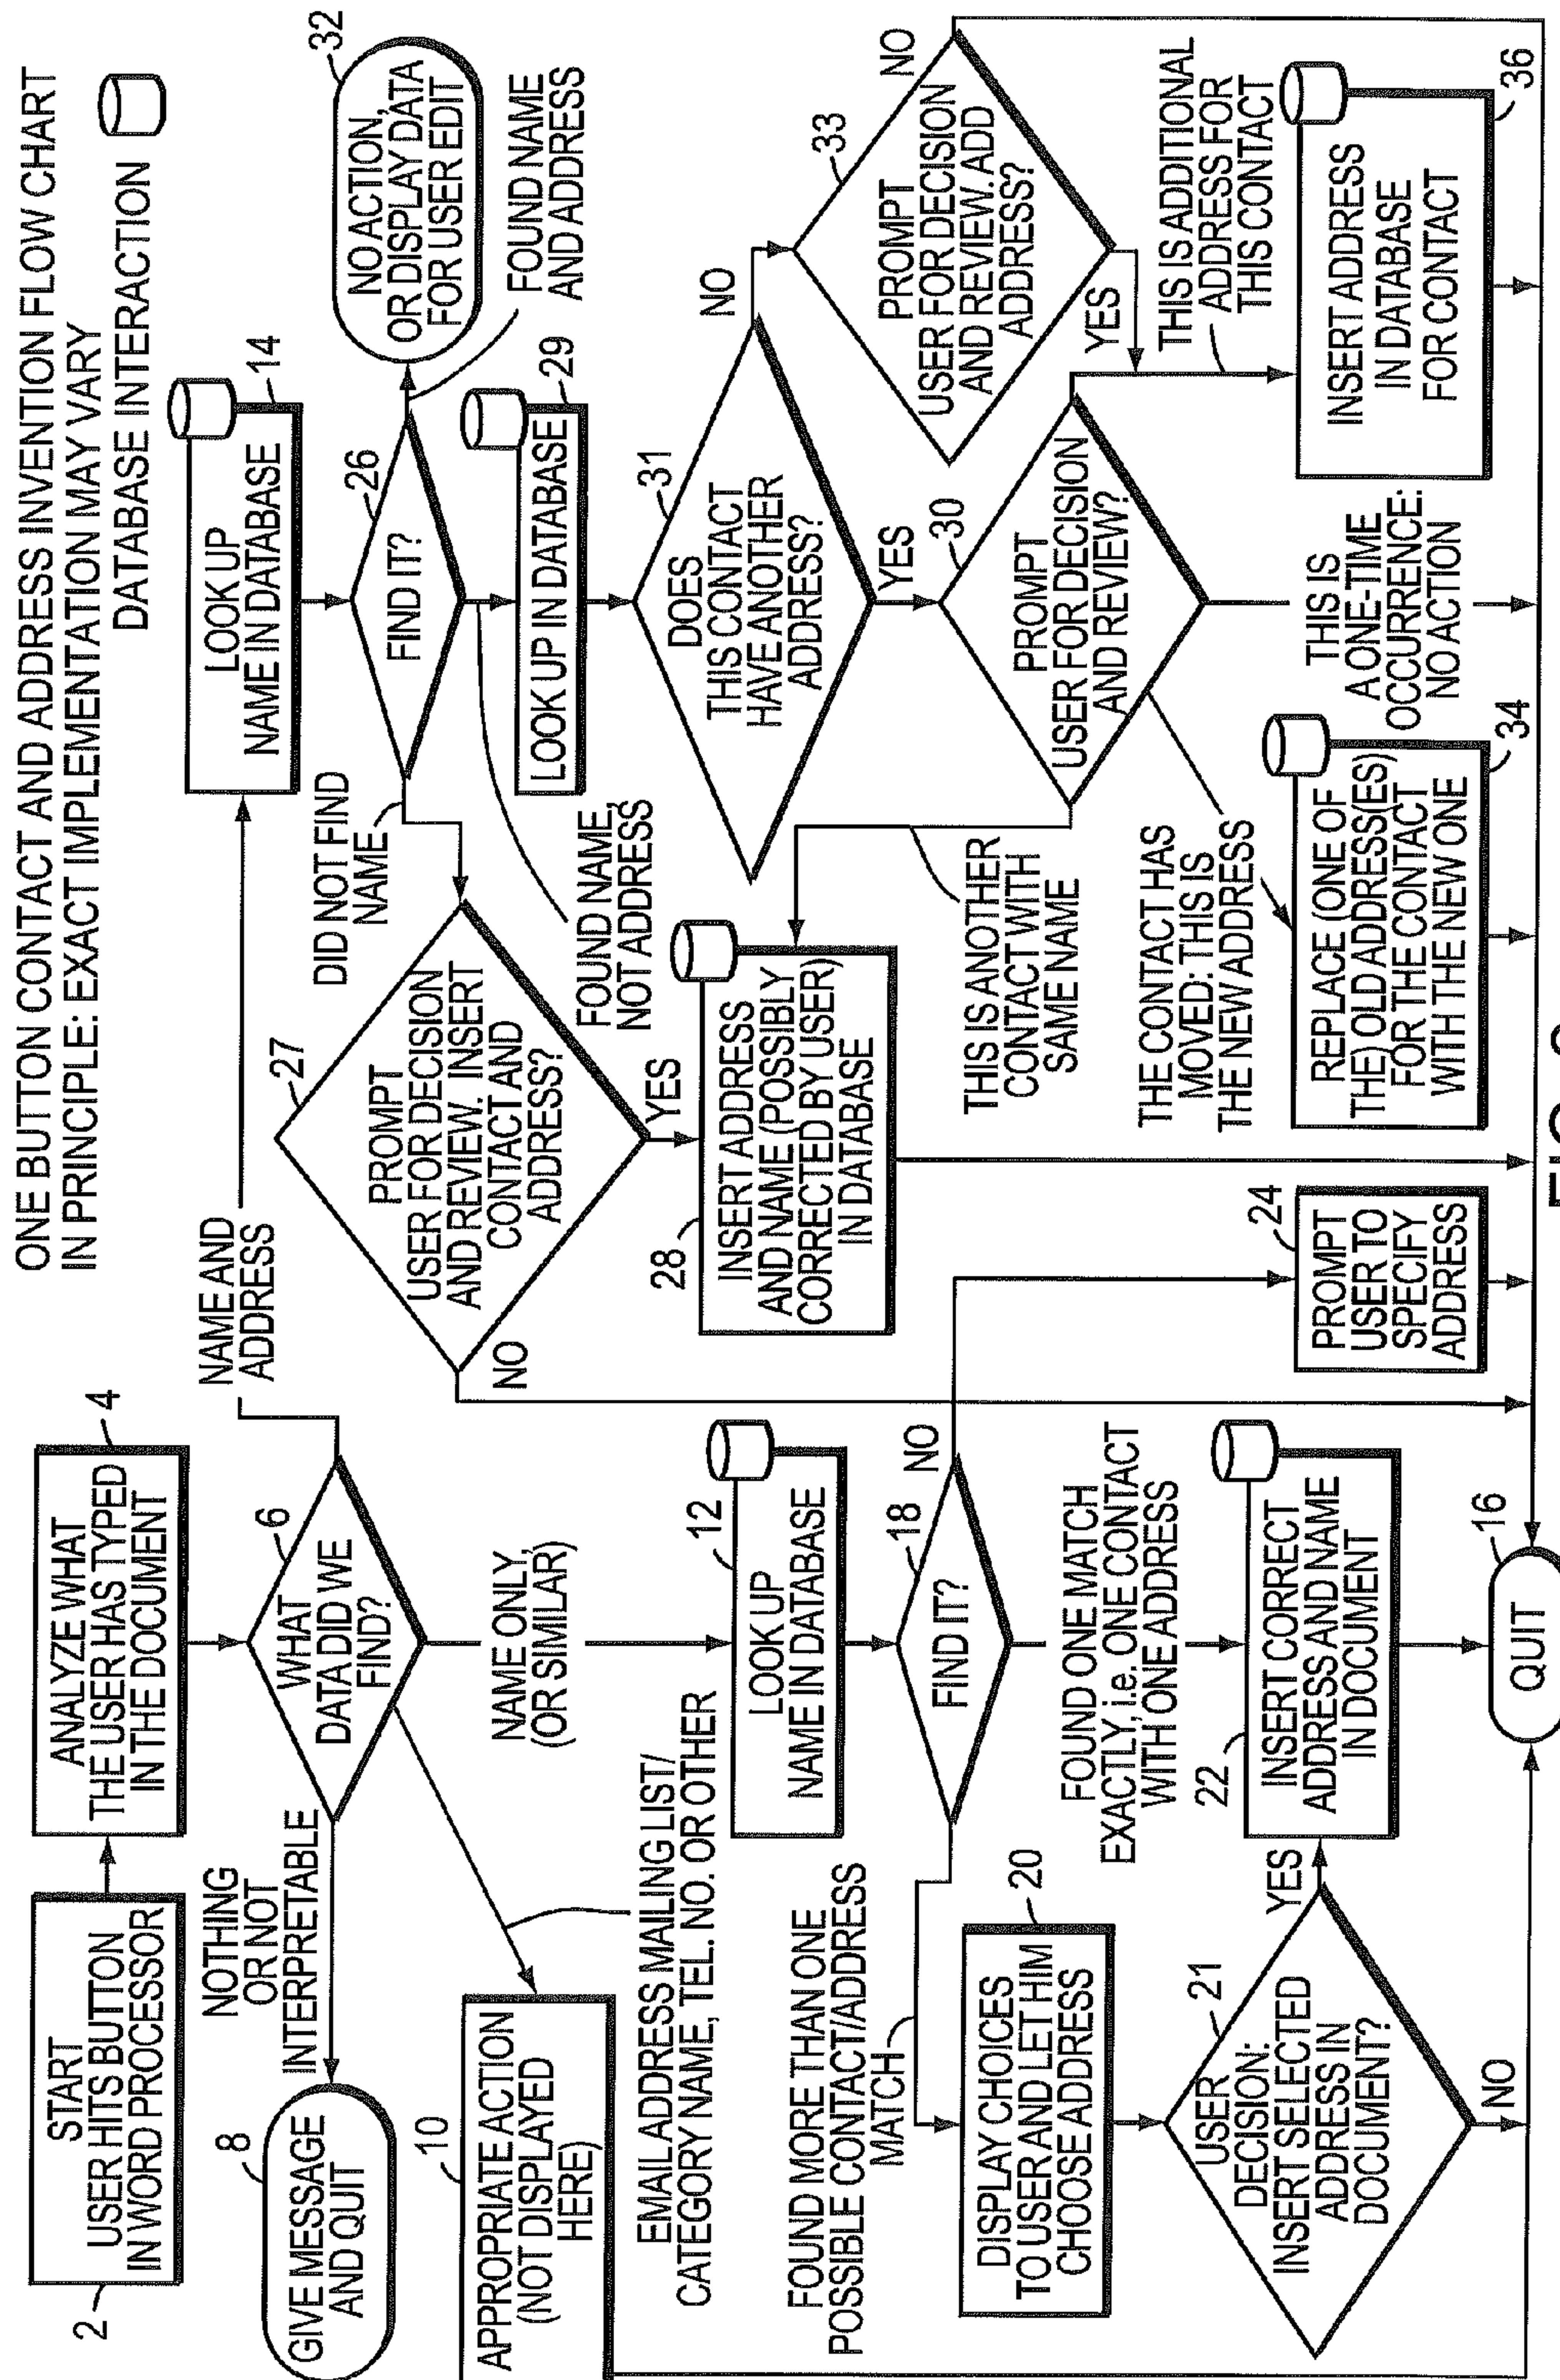 ONE BUTTON CONTACT AND ADDRESS INVENTION FLOW CHART
IN PRINCIPLE: EXACT IMPLEMENTATION MAY VARY
DATABASE INTERACTION
2
START
USER HITS BUTTON
IN WORD PROCESSOR
4
ANALYZE WHAT
THE USER HAS TYPED
IN THE DOCUMENT
6
WHAT
DATA DID WE
FIND?
NOTHING
OR NOT
INTERPRETABLE
8
GIVE MESSAGE
AND QUIT
10
APPROPRIATE ACTION
(NOT DISPLAYED
HERE)
EMAIL ADDRESS MAILING LIST/
CATEGORY NAME, TEL. NO. OR OTHER
NAME ONLY,
(OR SIMILAR)
NAME AND
ADDRESS
12
LOOK UP
NAME IN DATABASE
18
FIND IT?
NO
FOUND MORE THAN ONE
POSSIBLE CONTACT/ADDRESS
MATCH
FOUND ONE MATCH
EXACTLY, i.e. ONE CONTACT
WITH ONE ADDRESS
20
DISPLAY CHOICES
TO USER AND LET HIM
CHOOSE ADDRESS
21
USER
DECISION:
INSERT SELECTED
ADDRESS IN
DOCUMENT?
YES
NO
22
INSERT CORRECT
ADDRESS AND NAME
IN DOCUMENT
16
QUIT
24
PROMPT
USER TO
SPECIFY
ADDRESS
14
LOOK UP
NAME IN DATABASE
26
FIND IT?
DID NOT FIND
NAME
FOUND NAME,
NOT ADDRESS
FOUND NAME
AND ADDRESS
32
NO ACTION,
OR DISPLAY DATA
FOR USER EDIT
27
PROMPT
USER FOR DECISION
AND REVIEW. INSERT
CONTACT AND
ADDRESS?
NO
YES
28
INSERT ADDRESS
AND NAME (POSSIBLY
CORRECTED BY USER)
IN DATABASE
29
LOOK UP IN DATABASE
31
DOES
THIS CONTACT
HAVE ANOTHER
ADDRESS?
NO
YES
33
PROMPT
USER FOR DECISION
AND REVIEW. ADD
ADDRESS?
NO
YES
30
PROMPT
USER FOR DECISION
AND REVIEW?
THIS IS ANOTHER
CONTACT WITH
SAME NAME
THE CONTACT HAS
MOVED: THIS IS
THE NEW ADDRESS
THIS IS
A ONE-TIME
OCCURRENCE:
NO ACTION
THIS IS ADDITIONAL
ADDRESS FOR
THIS CONTACT
34
REPLACE (ONE OF
THE) OLD ADDRESS(ES)
FOR THE CONTACT
WITH THE NEW ONE
36
INSERT ADDRESS
IN DATABASE
FOR CONTACT